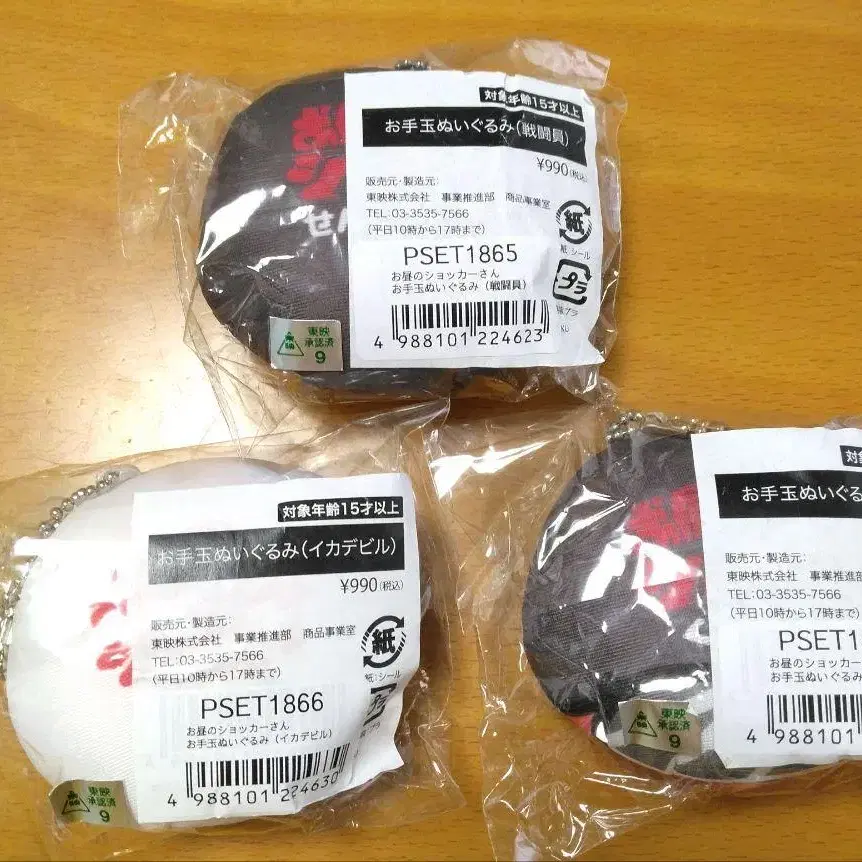 対象年齢15才以上
お手玉ぬいぐるみ(戦闘員)
¥990(税込)
販売元・製造元:
東映株式会社 事業推進部 商品事業室
TEL:03-3535-7566
(平日10時から17時まで)
紙
紙:シール
プラ
PSET1865
お昼のショッカーさん
お手玉ぬいぐるみ(戦闘員)
4 988101 224623
東映
承認済
9
対象年齢15才以上
お手玉ぬいぐるみ(イカデビル)
¥990(税込)
販売元・製造元:
東映株式会社 事業推進部 商品事業室
TEL:03-3535-7566
(平日10時から17時まで)
紙
紙:シール
PSET1866
お昼のショッカーさん
お手玉ぬいぐるみ(イカデビル)
4 988101 224630
東映
承認済
9
対
お手玉ぬいぐる
販売元・製造元:
東映株式会社 事業推進部
TEL:03-3535-7566
(平日10時から17時まで)
PSET1
お昼のショッカー
お手玉ぬいぐるみ
4 988101
東映
承認済
9